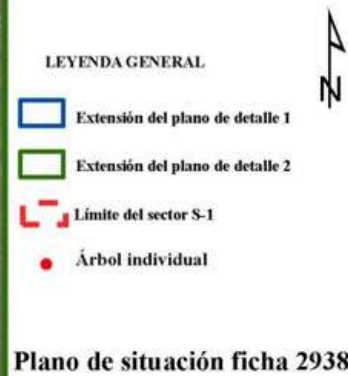 N
LEYENDA GENERAL
Extensión del plano de detalle 1
Extensión del plano de detalle 2
Límite del sector S-1
Árbol individual
Plano de situación ficha 2938